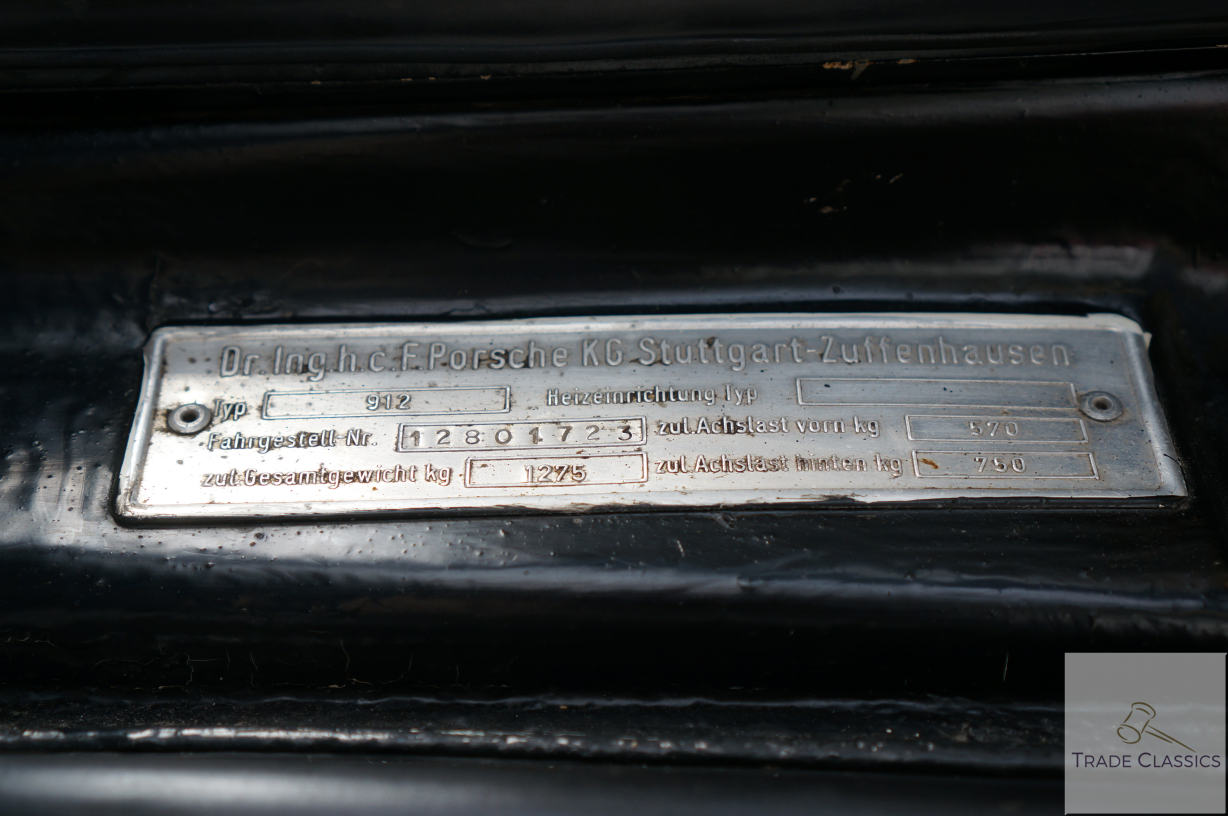 Dr. Ing. h. c. F. Porsche KG Stuttgart-Zuffenhausen
Typ 912 Heizeinrichtung Typ
Fahrgestell-Nr. 12801723 zul. Achslast vorn kg 570
zul. Gesamtgewicht kg 1275 zul. Achslast hinten kg 750
TRADE CLASSICS